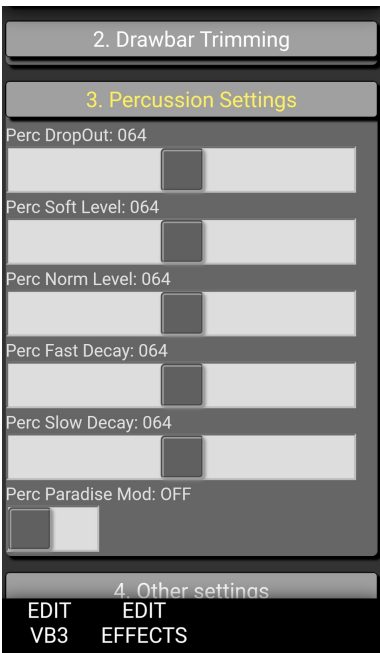 2. Drawbar Trimming
3. Percussion Settings
Perc DropOut: 064
Perc Soft Level: 064
Perc Norm Level: 064
Perc Fast Decay: 064
Perc Slow Decay: 064
Perc Paradise Mod: OFF
4. Other settings
EDIT VB3
EDIT EFFECTS